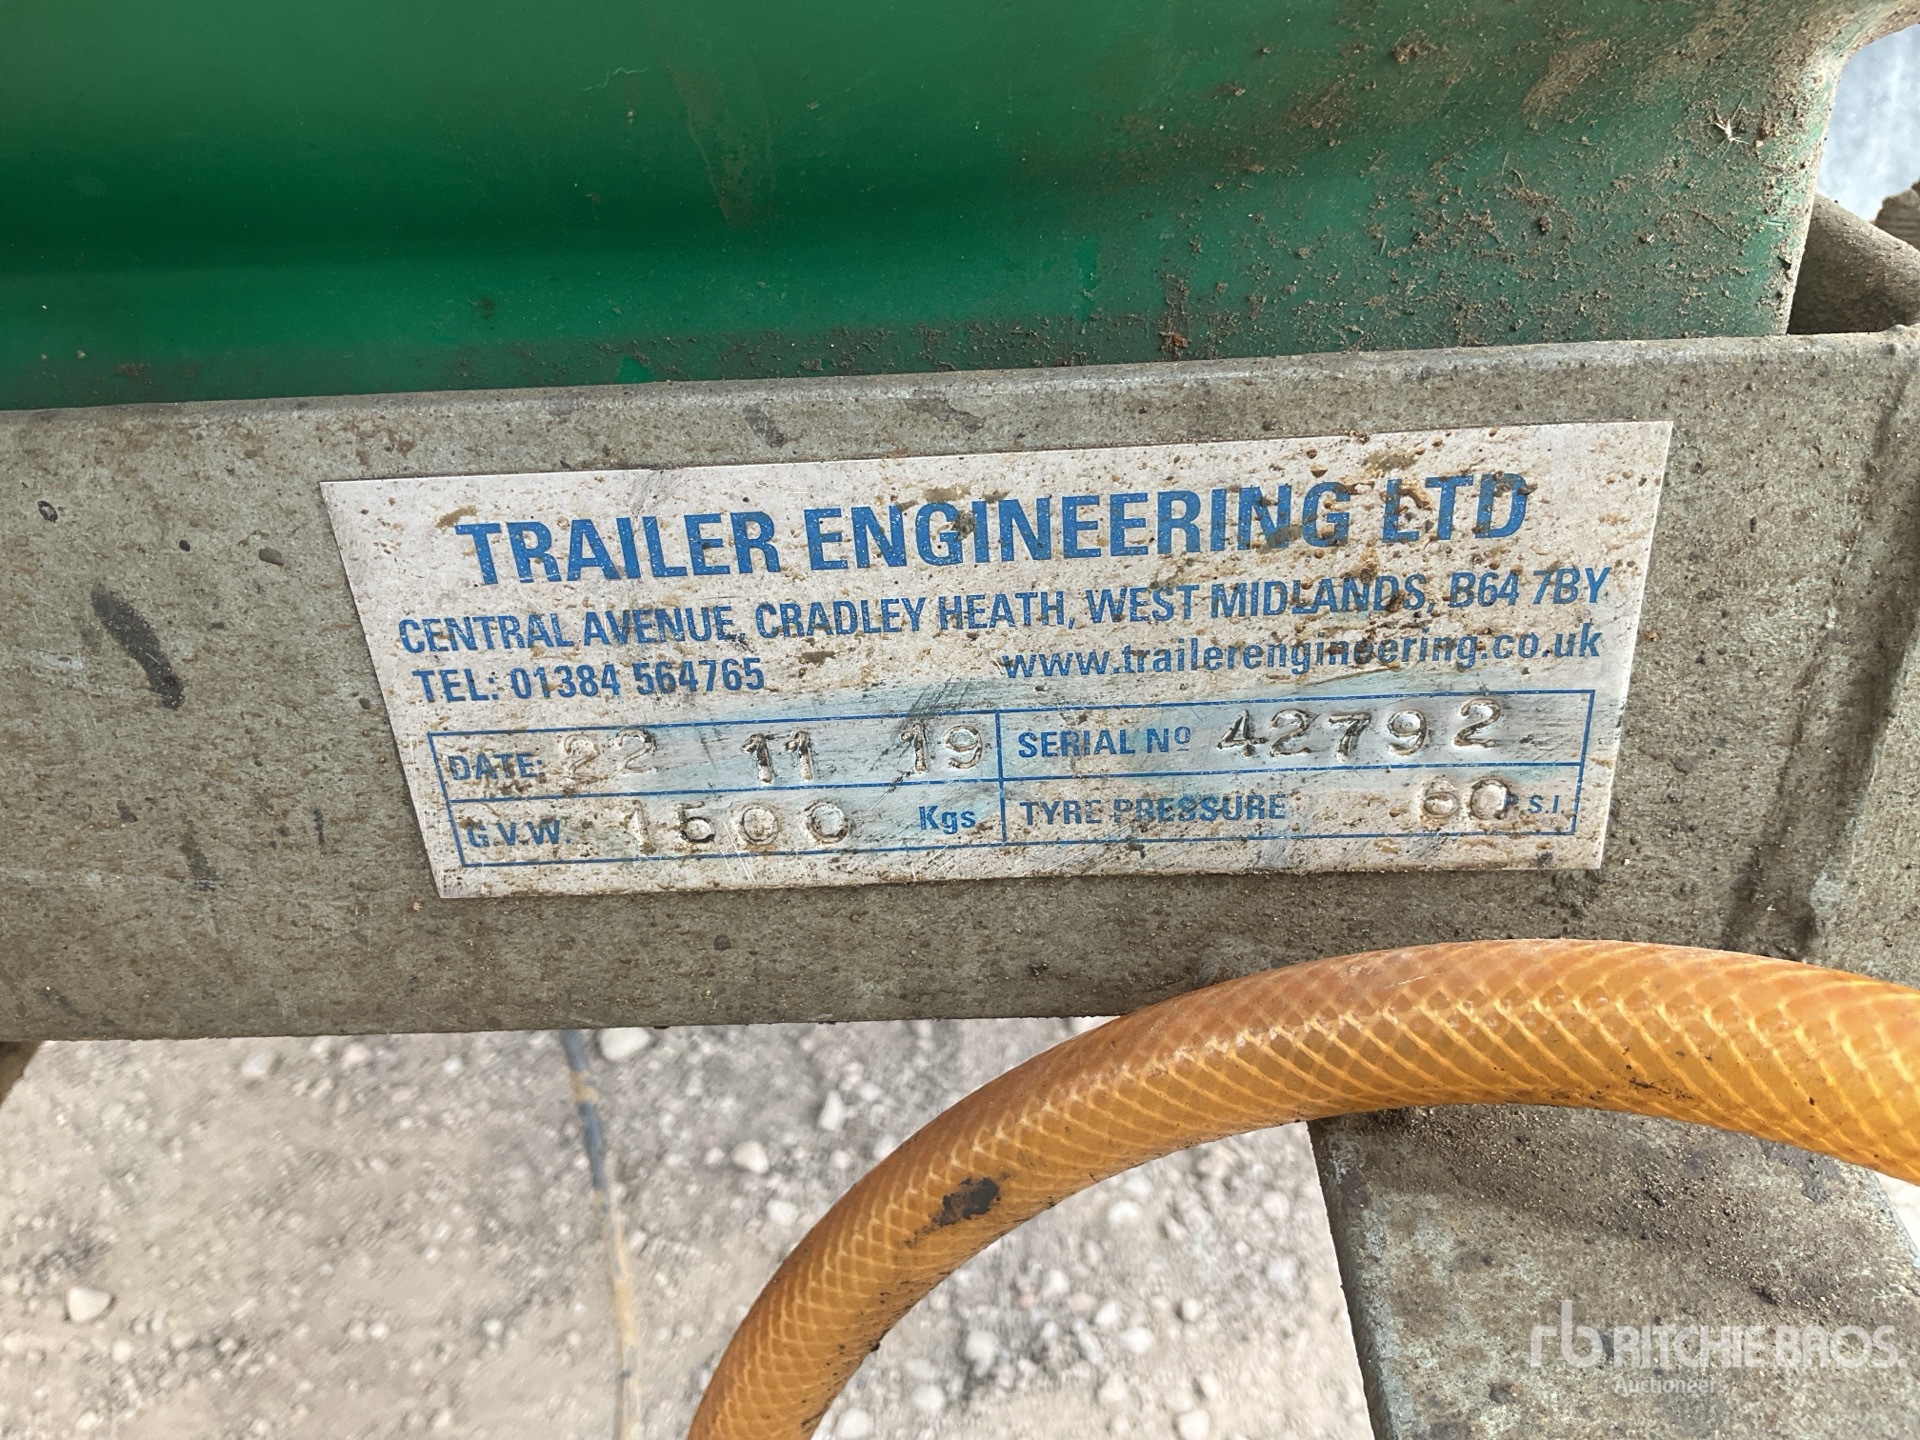 TRAILER ENGINEERING LTD
CENTRAL AVENUE, CRADLEY HEATH, WEST MIDLANDS, B64 7BY
TEL: 01384 564765 www.trailerengineering.co.uk
DATE: 22 11 19 SERIAL Nº 42792
G.V.W. 1500 Kgs TYRE PRESSURE 60 P.S.I.
rb RITCHIE BROS.
Auctioneers